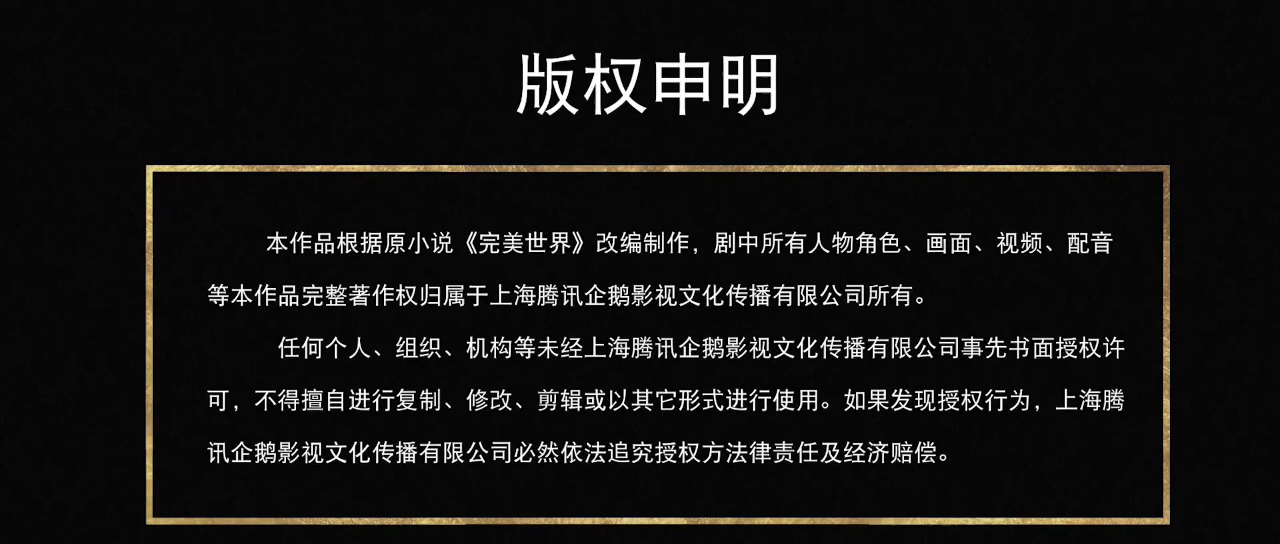 版权申明
本作品根据原小说《完美世界》改编制作，剧中所有人物角色、画面、视频、配音
等本作品完整著作权归属于上海腾讯企鹅影视文化传播有限公司所有。
任何个人、组织、机构等未经上海腾讯企鹅影视文化传播有限公司事先书面授权许
可，不得擅自进行复制、修改、剪辑或以其它形式进行使用。如果发现授权行为，上海腾
讯企鹅影视文化传播有限公司必然依法追究授权方法律责任及经济赔偿。